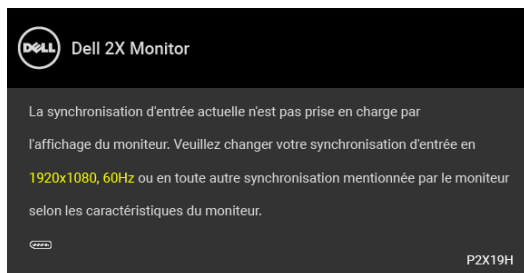 DELL
Dell 2X Monitor
La synchronisation d'entrée actuelle n'est pas prise en charge par
l'affichage du moniteur. Veuillez changer votre synchronisation d'entrée en
1920x1080, 60Hz ou en toute autre synchronisation mentionnée par le moniteur
selon les caractéristiques du moniteur.
P2X19H